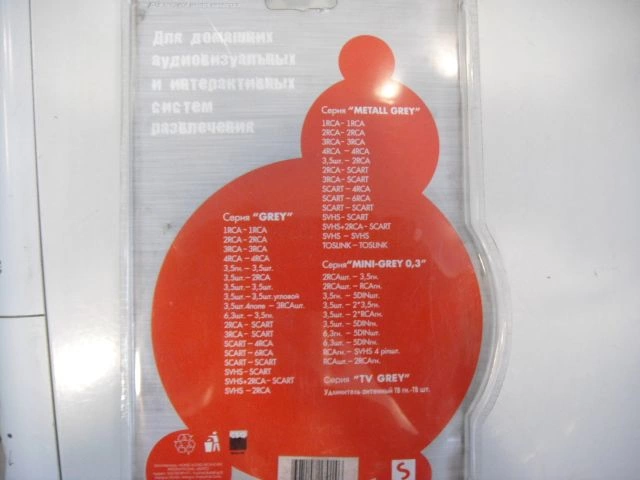 Для домашних
аудиовизуальных
и интерактивных
систем
развлечения
Серия "METALL GREY"
1RCA- 1RCA
2RCA- 2RCA
3RCA- 3RCA
4RCA - 4RCA
3,5шт. - 2RCA
2RCA- SCART
3RCA- SCART
SCART - 4RCA
SCART - 6RCA
SCART - SCART
SVHS- SCART
SVHS+2RCA - SCART
SVHS - SVHS
TOSLINK - TOSLINK
Серия "GREY"
1RCA- 1RCA
2RCA - 2RCA
3RCA - 3RCA
4RCA - 4RCA
3,5гн. - 3,5шт.
3,5шт. - 2RCA
3,5шт. - 3,5шт.
3,5шт. - 3,5шт.угловой
3,5шт.4pone - 3RCAшт.
6,3шт. - 3,5гн.
2RCA - SCART
3RCA - SCART
SCART - 4RCA
SCART - 6RCA
SCART - SCART
SVHS- SCART
SVHS+2RCA- SCART
SVHS - 2RCA
Серия"MINI-GREY 0,3"
2RCAшт. - 3,5гн.
2RCAшт. - RCAгн.
3,5гн. - 5DINшт.
3,5шт. - 2*3,5гн.
3,5шт. - 2*RCAгн.
3,5шт. - 5DINгн.
6,3гн. - 5DINшт.
6,3шт. - 5DINгн.
RCAгн.- SVHS 4 pinшт.
RCAшт. - 2RCAгн.
Серия "TV GREY"
Удлинитель антенный ТВ гн.-ТВ шт.
S